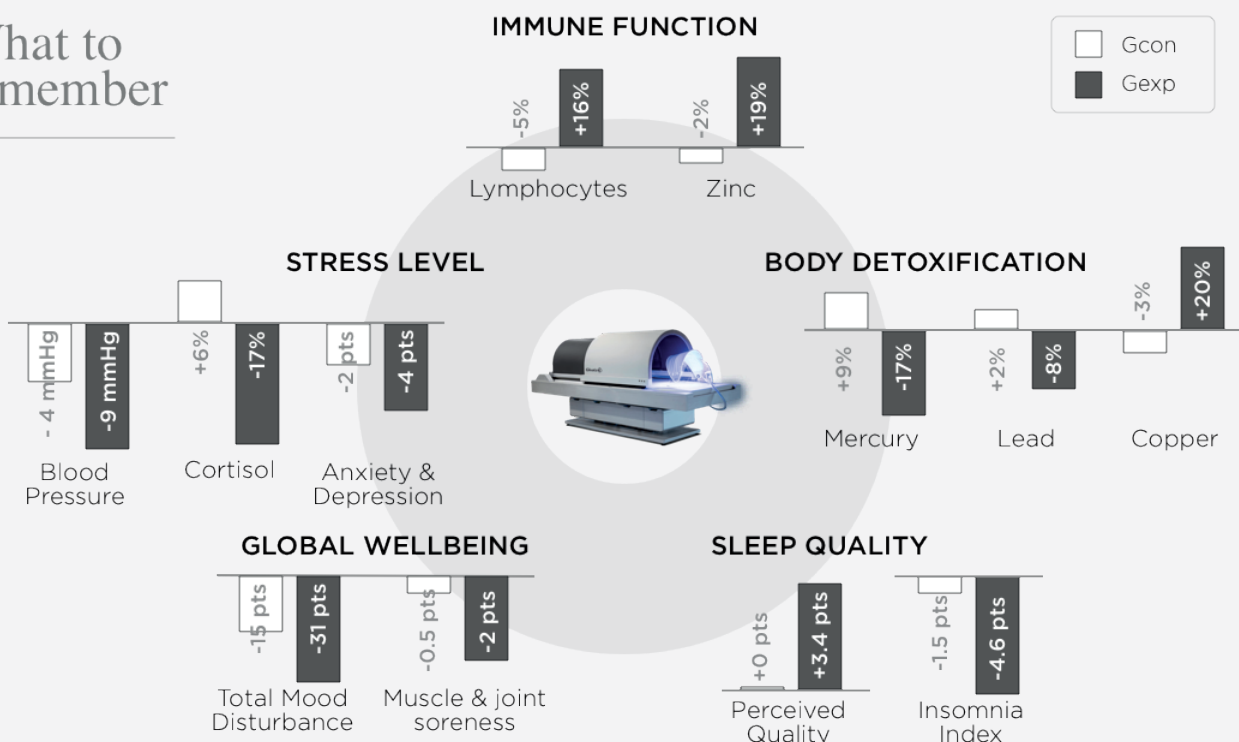 hat to
member
IMMUNE FUNCTION
Gcon
Gexp
-5%
+16%
-2%
+19%
Lymphocytes
Zinc
STRESS LEVEL
- 4 mmHg
-9 mmHg
+6%
-17%
-2 pts
-4 pts
Blood
Pressure
Cortisol
Anxiety &
Depression
BODY DETOXIFICATION
+9%
-17%
+2%
-8%
-3%
+20%
Mercury
Lead
Copper
GLOBAL WELLBEING
-15 pts
-31 pts
-0.5 pts
-2 pts
Total Mood
Disturbance
Muscle & joint
soreness
SLEEP QUALITY
+0 pts
+3.4 pts
-1.5 pts
-4.6 pts
Perceived
Quality
Insomnia
Index